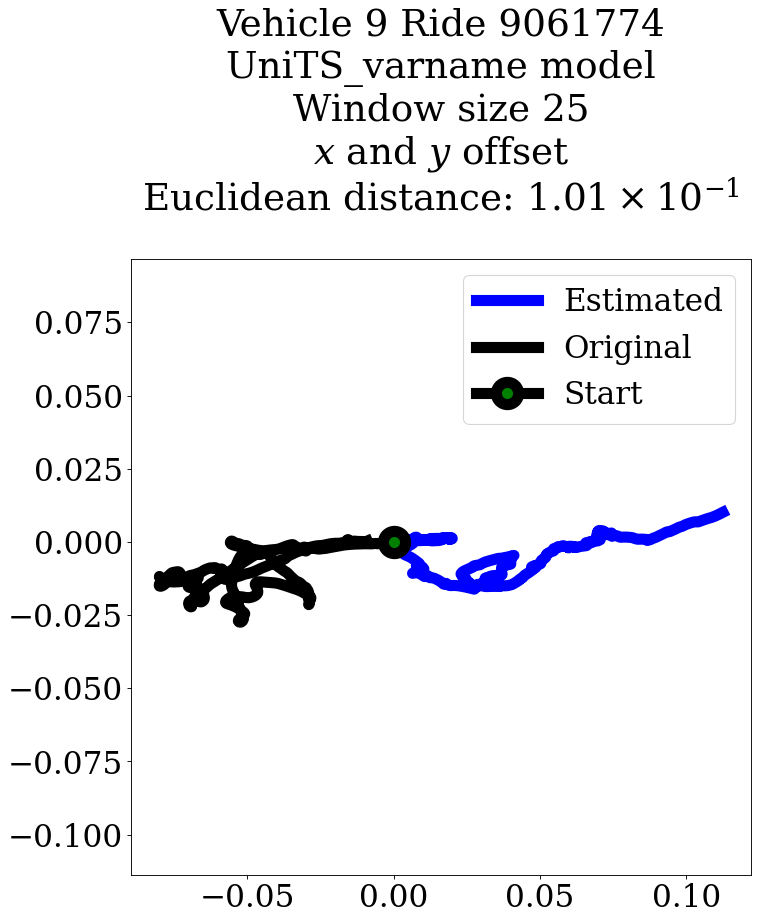 Vehicle 9 Ride 9061774
UniTS_varname model
Window size 25
x and y offset
Euclidean distance: 1.01 × 10⁻¹
Estimated
Original
Start
0.075
0.050
0.025
0.000
−0.025
−0.050
−0.075
−0.100
−0.05 0.00 0.05 0.10